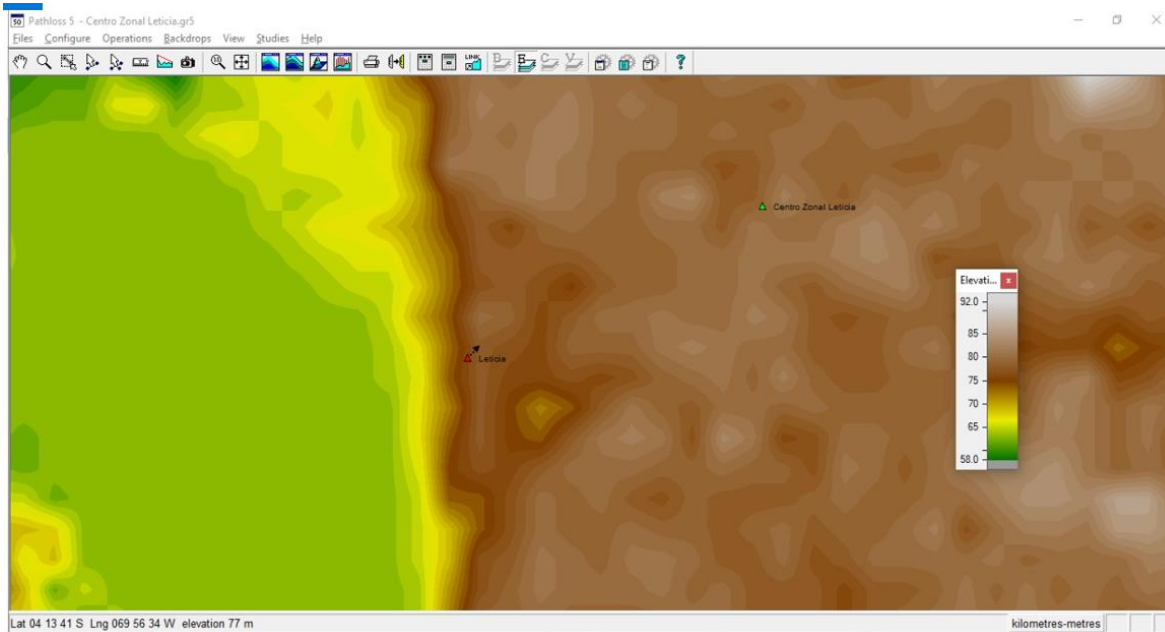 50 Pathloss 5 - Centro Zonal Leticia.gr5
Files Configure Operations Backdrops View Studies Help
LINK B E C V ?
Centro Zonal Leticia
Elevati... x
92.0
85
80
75
70
65
58.0
Leticia
Lat 04 13 41 S Lng 069 56 34 W elevation 77 m kilometres-metres